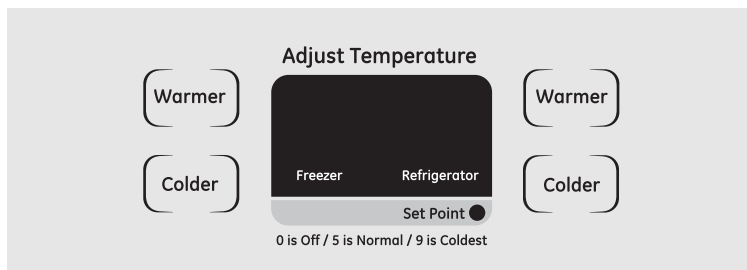 Adjust Temperature
Warmer
Warmer
Freezer Refrigerator
Colder
Colder
Set Point
0 is Off / 5 is Normal / 9 is Coldest